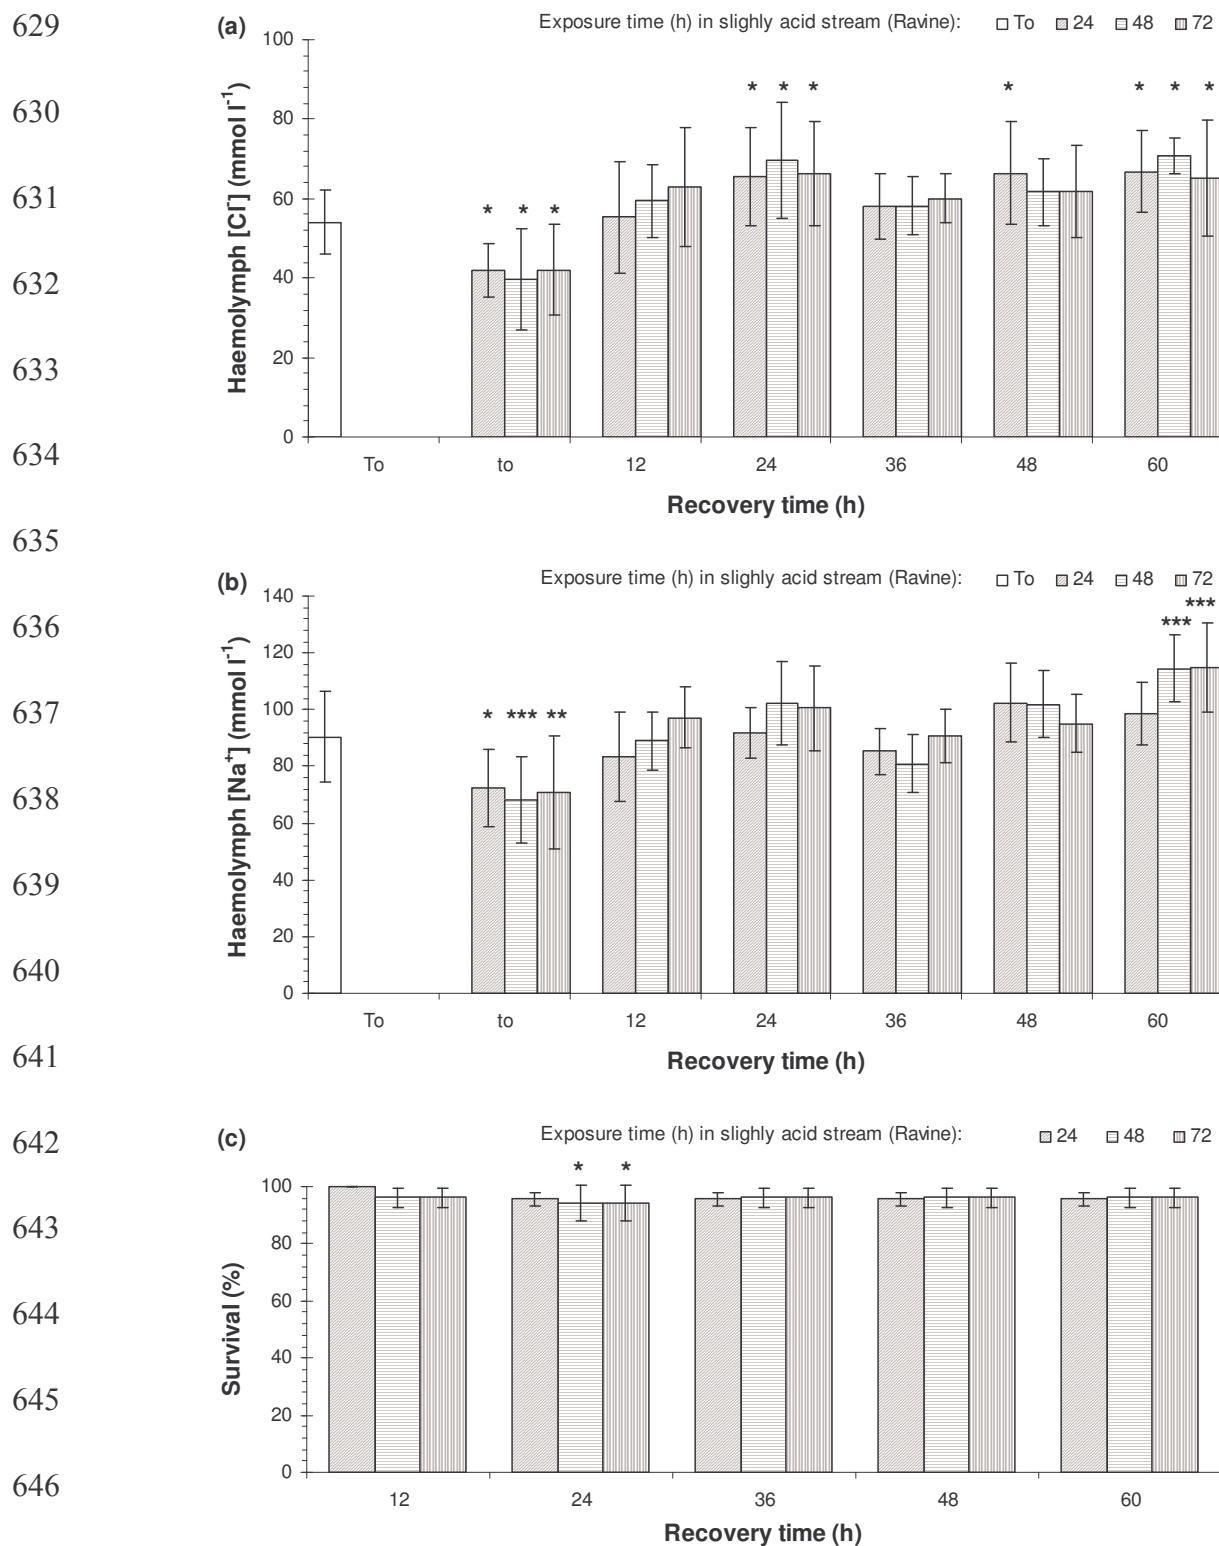 629
(a) Exposure time (h) in slighly acid stream (Ravine): To 24 48 72
100
630
* * * * * * *
80
Haemolymph [Cl⁻] (mmol l⁻¹)
631
60
* * *
632
40
633
20
634
0
To to 12 24 36 48 60
Recovery time (h)
635
(b) Exposure time (h) in slighly acid stream (Ravine): To 24 48 72
140
636
*** ***
120
Haemolymph [Na⁺] (mmol l⁻¹)
637
* *** **
100
638
80
60
639
40
640
20
0
To to 12 24 36 48 60
641
Recovery time (h)
642
(c) Exposure time (h) in slighly acid stream (Ravine): 24 48 72
* *
100
643
80
Survival (%)
60
644
40
645
20
646
0
12 24 36 48 60
Recovery time (h)